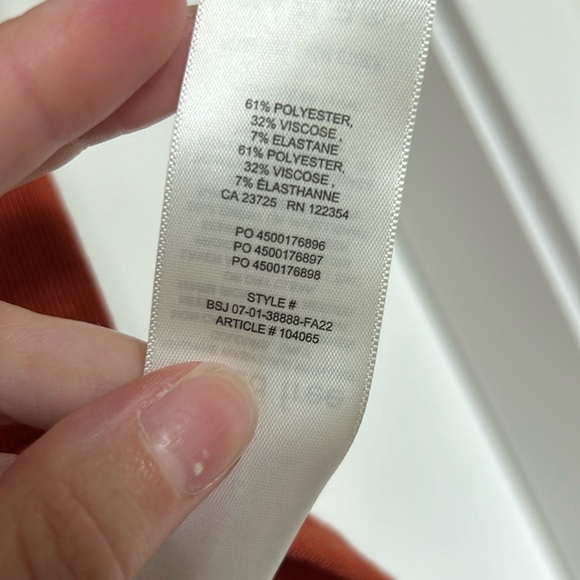 61% POLYESTER,
32% VISCOSE ,
7% ELASTANE
61% POLYESTER,
32% VISCOSE ,
7% ÉLASTHANNE
CA 23725 RN 122354
PO 4500176896
PO 4500176897
PO 4500176898
STYLE #
BSJ 07-01-38888-FA22
ARTICLE # 104065
free